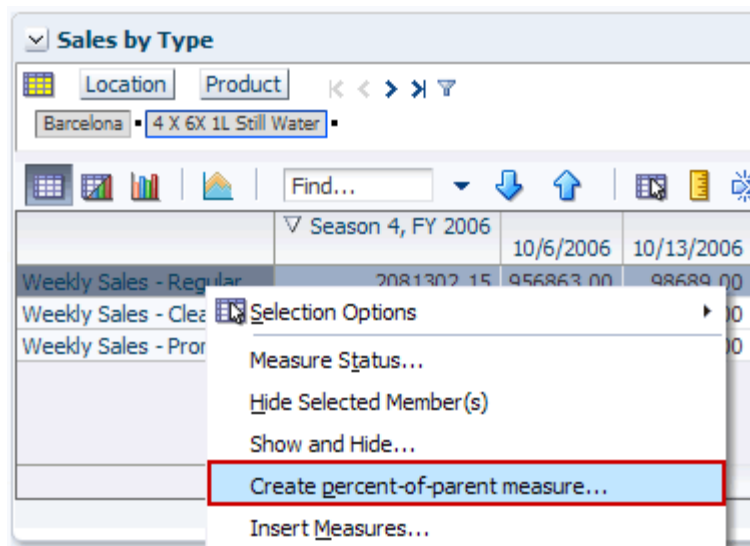 Sales by Type
Location Product
Barcelona 4 X 6X 1L Still Water
Find...
Season 4, FY 2006 10/6/2006 10/13/2006
Weekly Sales - Regular 2081302.15 956863.00 98689.00
Weekly Sales - Clea
Weekly Sales - Pror
Selection Options
Measure Status...
Hide Selected Member(s)
Show and Hide...
Create percent-of-parent measure...
Insert Measures...